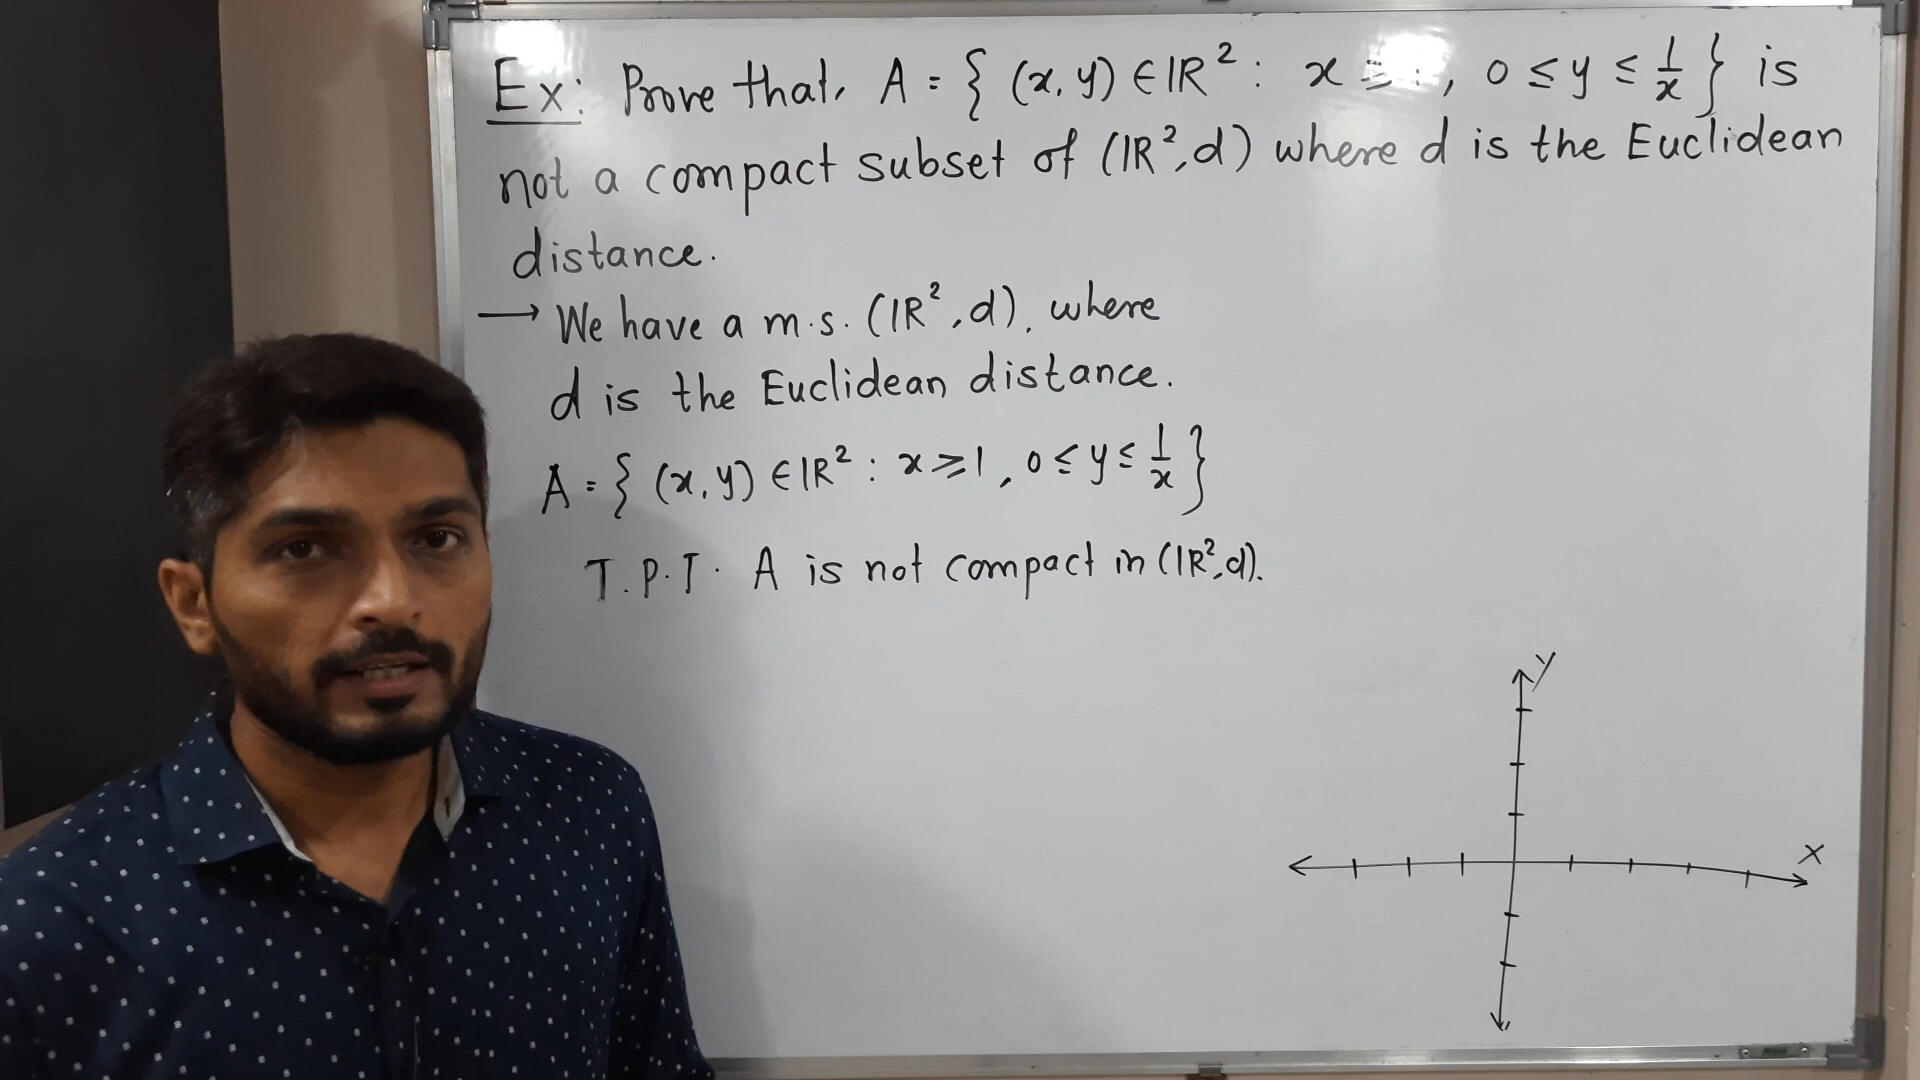 Ex: Prove that, A = { (x, y) ∈ ℝ² : x ≥ , 0 ≤ y ≤ 1/x } is
not a compact subset of (ℝ², d) where d is the Euclidean
distance.
→ We have a m.s. (ℝ², d), where
d is the Euclidean distance.
A = { (x, y) ∈ ℝ² : x ≥ 1, 0 ≤ y ≤ 1/x }
T.P.T. A is not compact in (ℝ², d).
y
x